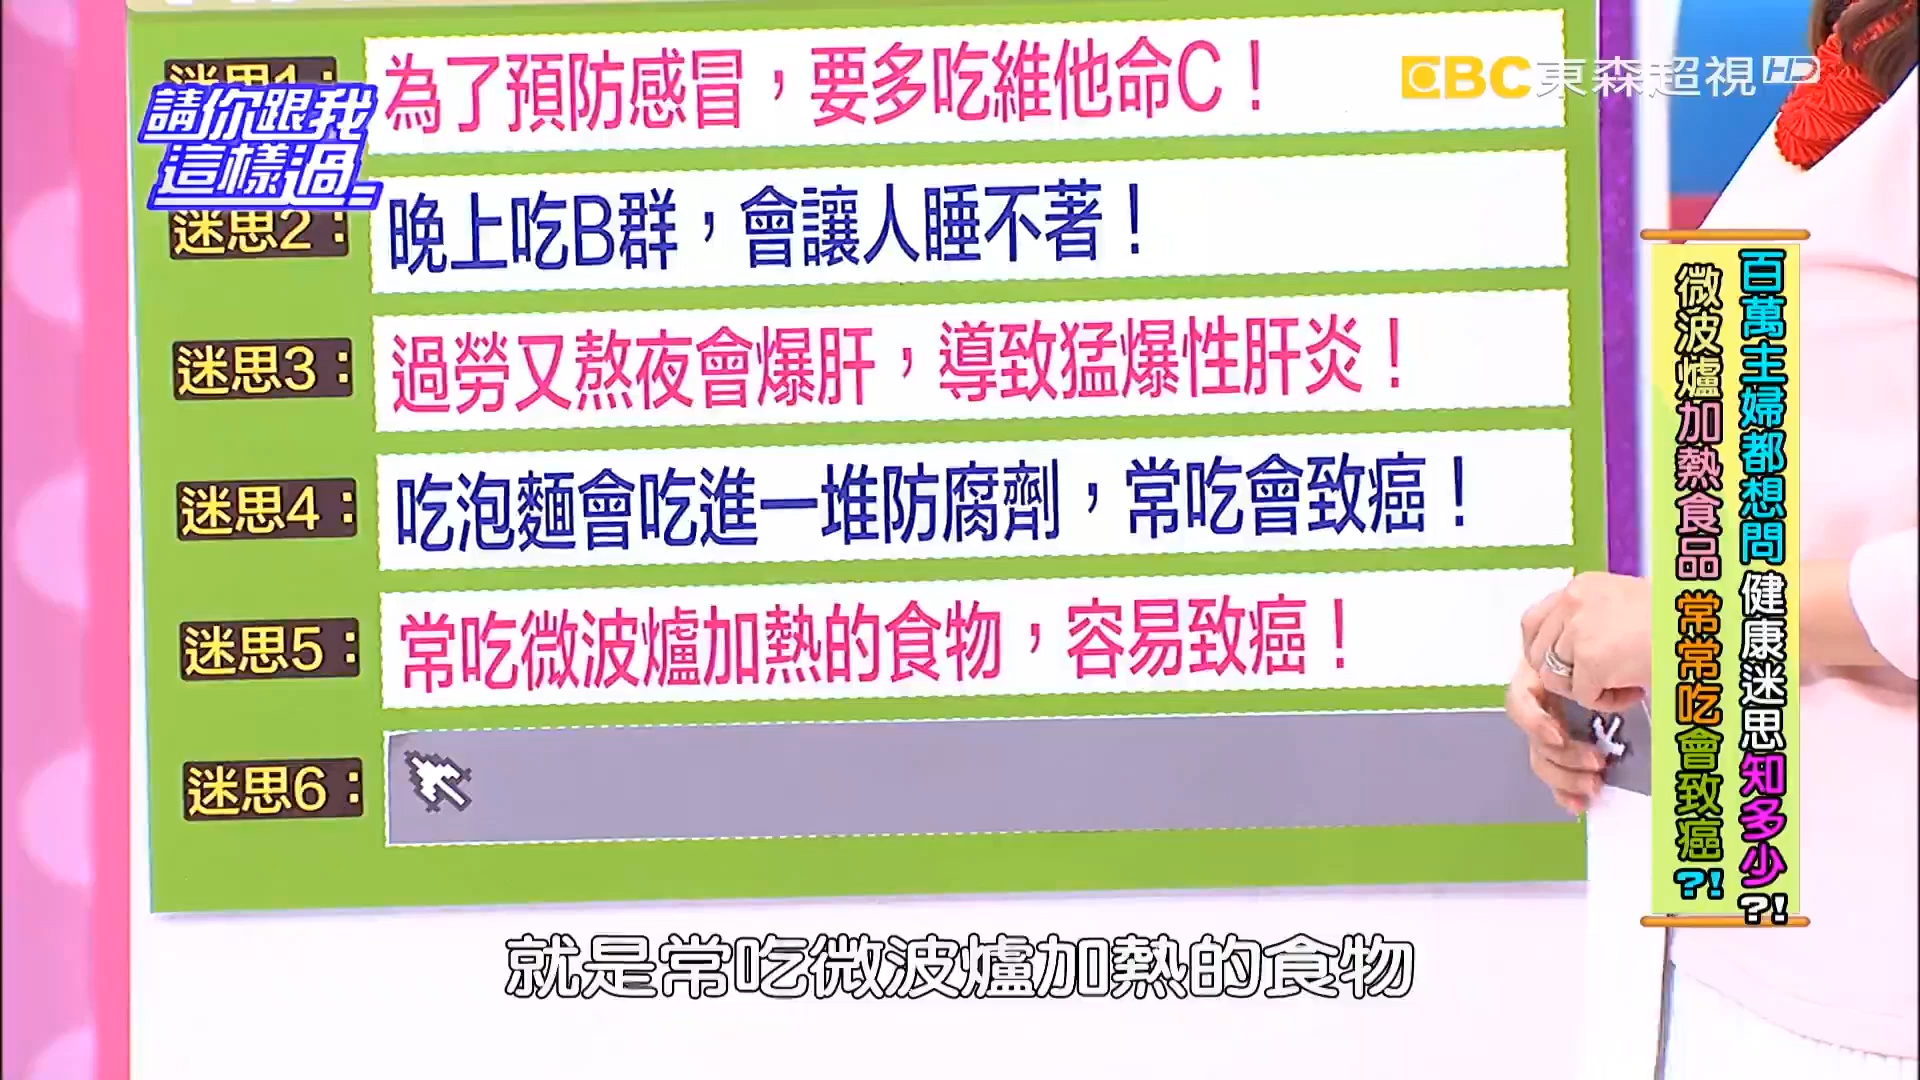 迷思1：
為了預防感冒，要多吃維他命C！
EBC東森超視HD
請你跟我
這樣過
迷思2：
晚上吃B群，會讓人睡不著！
迷思3：
過勞又熬夜會爆肝，導致猛爆性肝炎！
迷思4：
吃泡麵會吃進一堆防腐劑，常吃會致癌！
迷思5：
常吃微波爐加熱的食物，容易致癌！
迷思6：
百萬主婦都想問 健康迷思知多少?!
微波爐加熱食品 常常吃會致癌?!
就是常吃微波爐加熱的食物